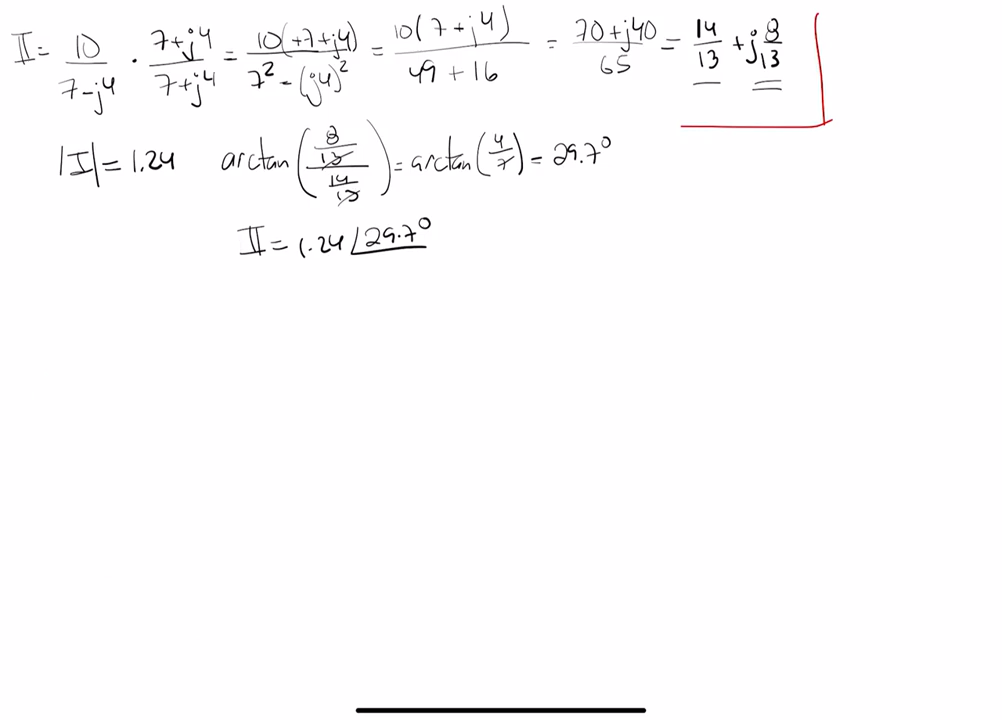 𝕀 = 10/(7-j4) · (7+j4)/(7+j4) = 10(+7+j4)/(7² - (j4)²) = 10(7+j4)/(49+16) = (70+j40)/65 = 14/13 + j 8/13
|𝕀| = 1.24 arctan((8/13)/(14/13)) = arctan(4/7) = 29.7°
𝕀 = 1.24 ∠29.7°